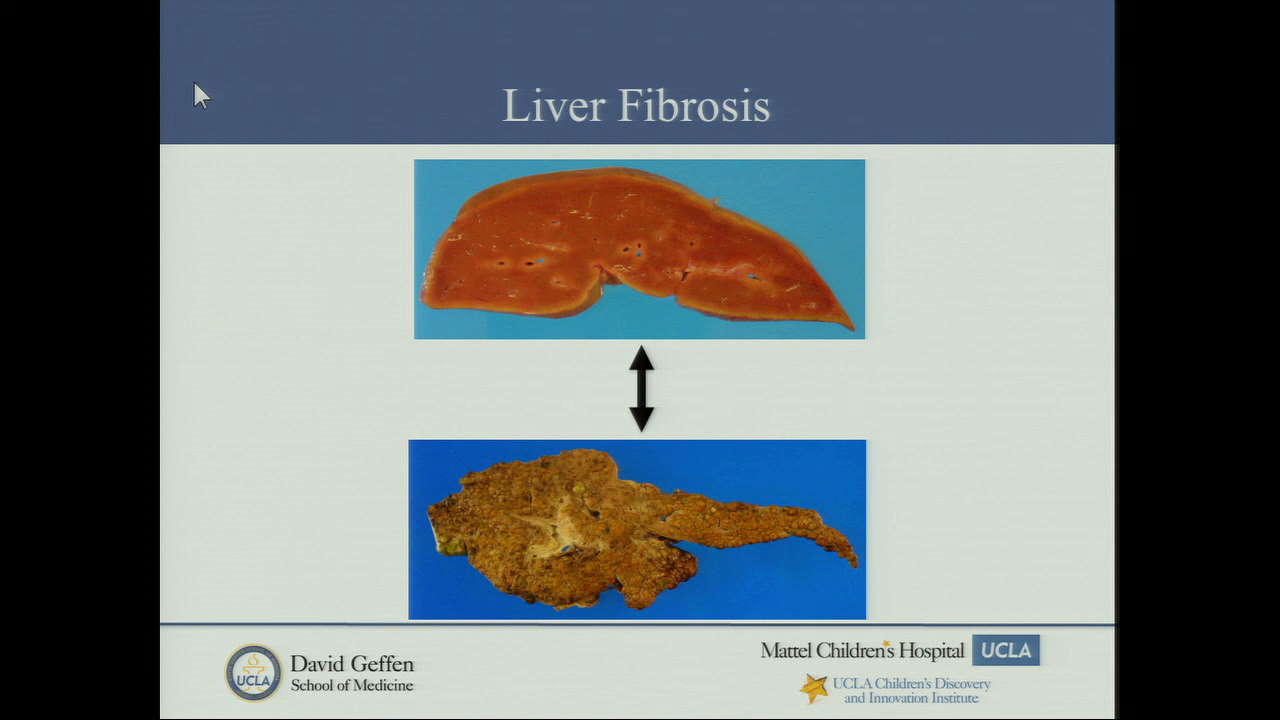 Liver Fibrosis
UCLA
David Geffen
School of Medicine
Mattel Children's Hospital
UCLA
UCLA Children's Discovery
and Innovation Institute